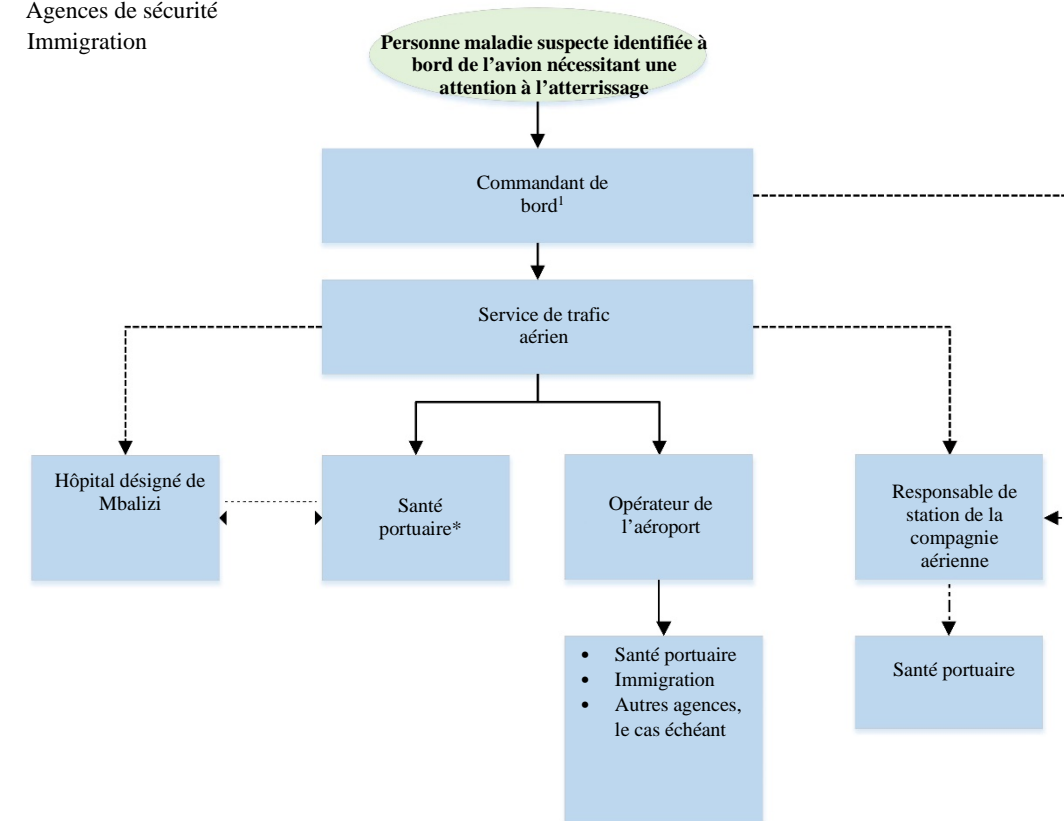 Agences de sécurité
Immigration
Personne maladie suspecte identifiée à
bord de l'avion nécessitant une
attention à l'atterrissage
Commandant de
bord¹
Service de trafic
aérien
Hôpital désigné de
Mbalizi
Santé
portuaire*
Opérateur de
l'aéroport
Responsable de
station de la
compagnie
aérienne
• Santé portuaire
• Immigration
• Autres agences,
le cas échéant
Santé portuaire